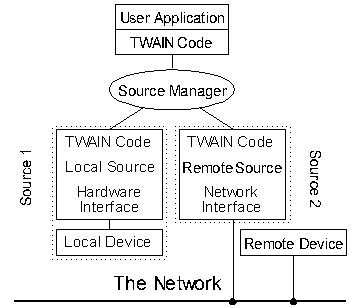 User Application
TWAIN Code
Source Manager
Source 1
TWAIN Code
Local Source
Hardware
Interface
Local Device
TWAIN Code
Remote Source
Network
Interface
Source 2
Remote Device
The Network